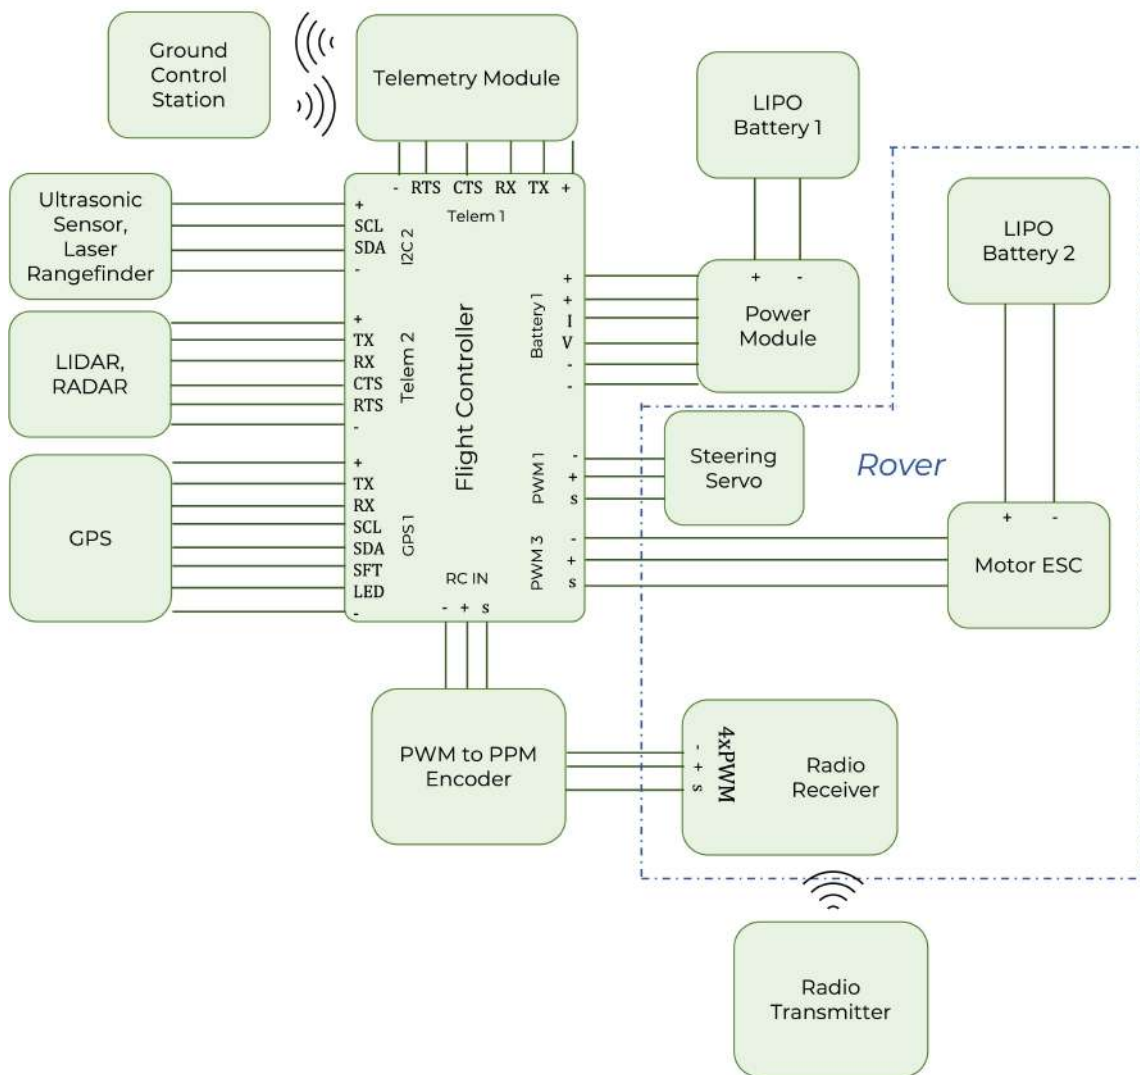 Ground
Control
Station
Telemetry Module
LIPO
Battery 1
- RTS CTS RX TX +
Telem 1
Ultrasonic
Sensor,
Laser
Rangefinder
+
SCL
SDA
-
I2C 2
LIPO
Battery 2
LIDAR,
RADAR
+
TX
RX
CTS
RTS
-
Telem 2
Flight Controller
Battery 1
+
+
I
V
-
-
+ -
Power
Module
GPS
+
TX
RX
SCL
SDA
SFT
LED
-
GPS 1
PWM 1
-
+
s
Steering
Servo
Rover
PWM 3
-
+
s
+ -
Motor ESC
RC IN
- + s
PWM to PPM
Encoder
- + s
4xPWM
Radio
Receiver
Radio
Transmitter